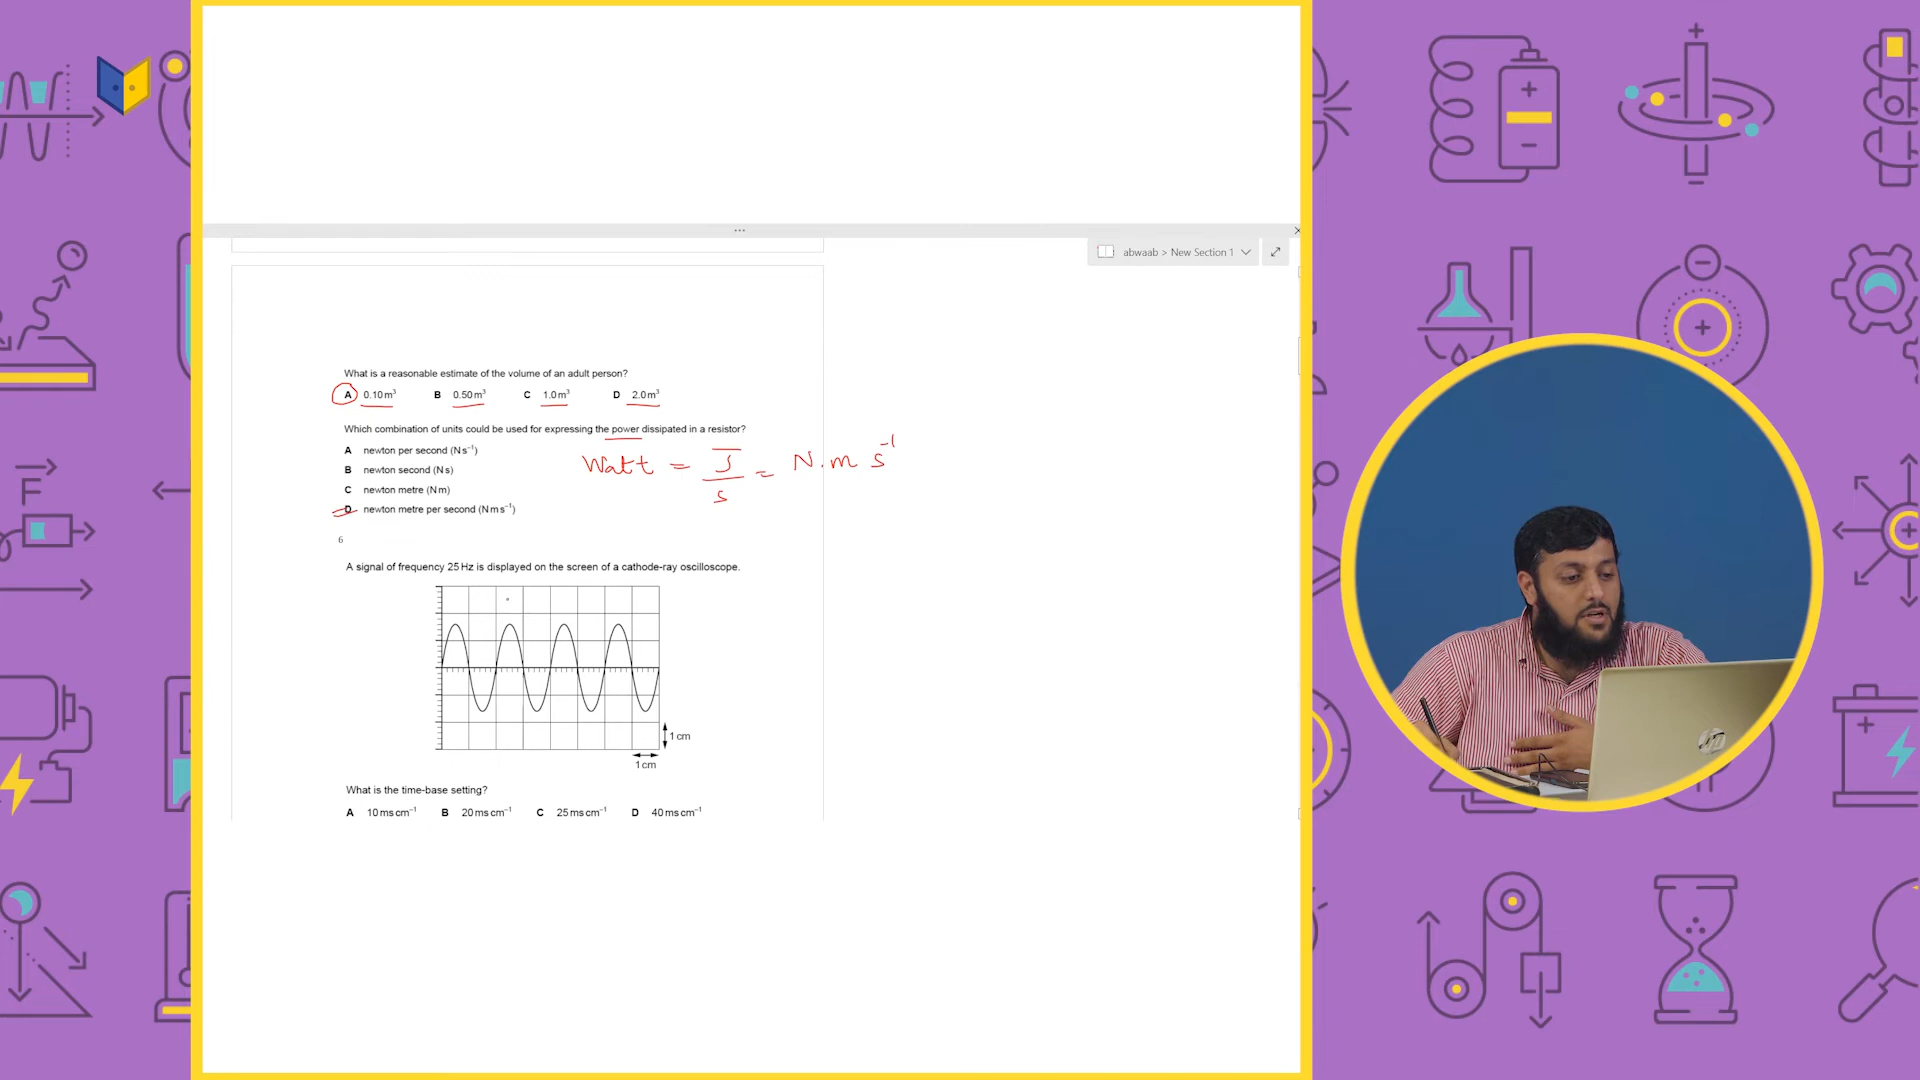 abwaab > New Section 1
What is a reasonable estimate of the volume of an adult person?
A 0.10 m³ B 0.50 m³ C 1.0 m³ D 2.0 m³
Which combination of units could be used for expressing the power dissipated in a resistor?
A newton per second (N s⁻¹)
B newton second (N s)
C newton metre (N m)
D newton metre per second (N m s⁻¹)
Watt = J/s = N.m s⁻¹
6
A signal of frequency 25 Hz is displayed on the screen of a cathode-ray oscilloscope.
1 cm
1 cm
What is the time-base setting?
A 10 ms cm⁻¹ B 20 ms cm⁻¹ C 25 ms cm⁻¹ D 40 ms cm⁻¹
F
hp